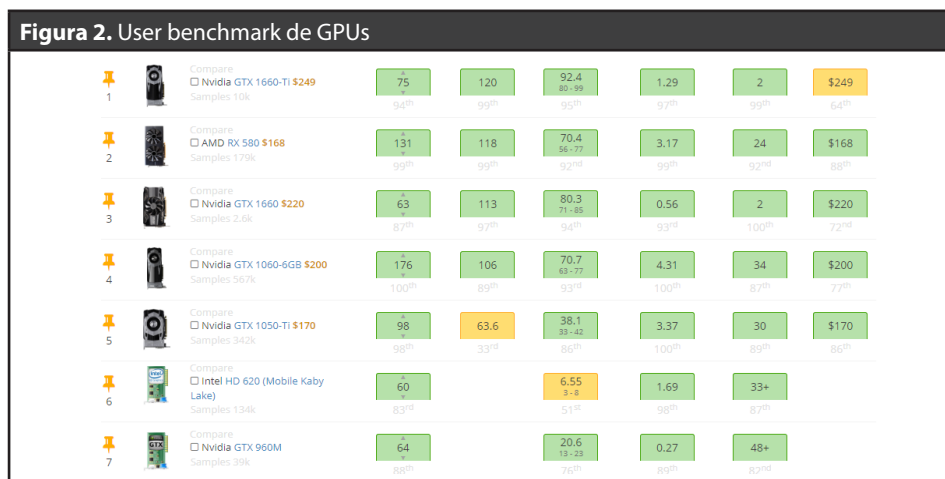 Figura 2. User benchmark de GPUs
Compare
Nvidia GTX 1660-Ti $249
Samples 10k
1
75
94th
120
99th
92.4
80 - 99
95th
1.29
97th
2
99th
$249
64th
Compare
AMD RX 580 $168
Samples 179k
2
131
99th
118
99th
70.4
56 - 77
92nd
3.17
99th
24
92nd
$168
88th
Compare
Nvidia GTX 1660 $220
Samples 2.6k
3
63
87th
113
97th
80.3
71 - 85
94th
0.56
93rd
2
100th
$220
72nd
Compare
Nvidia GTX 1060-6GB $200
Samples 567k
4
176
100th
106
89th
70.7
63 - 77
93rd
4.31
100th
34
87th
$200
77th
Compare
Nvidia GTX 1050-Ti $170
Samples 342k
5
98
98th
63.6
33rd
38.1
33 - 42
86th
3.37
100th
30
89th
$170
86th
Compare
Intel HD 620 (Mobile Kaby
Lake)
Samples 134k
6
intel
60
83rd
6.55
3 - 8
51st
1.69
98th
33+
87th
Compare
Nvidia GTX 960M
Samples 39k
7
GTX
64
88th
20.6
13 - 23
76th
0.27
89th
48+
82nd